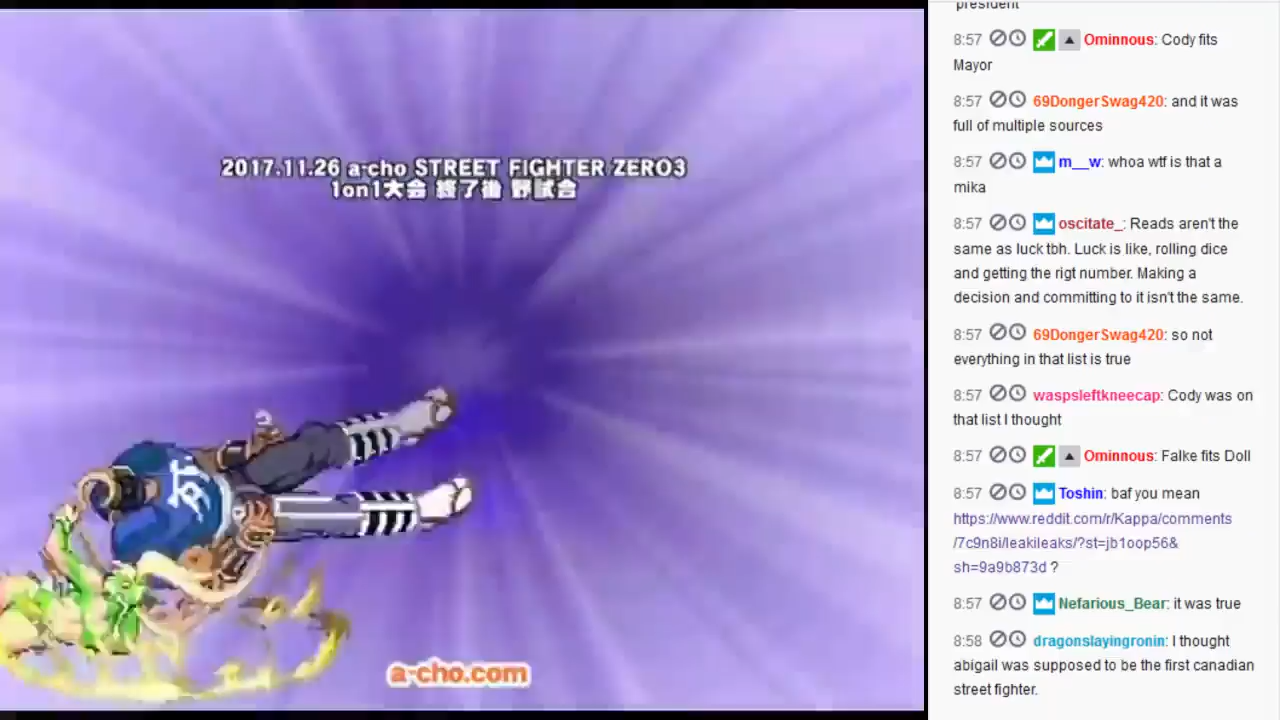 2017.11.26 a-cho STREET FIGHTER ZERO3
1on1大会 終了後 野試合
a-cho.com
president
8:57 Ominnous: Cody fits
Mayor
8:57 69DongerSwag420: and it was
full of multiple sources
8:57 m__w: whoa wtf is that a
mika
8:57 oscitate_: Reads aren't the
same as luck tbh. Luck is like, rolling dice
and getting the rigt number. Making a
decision and committing to it isn't the same.
8:57 69DongerSwag420: so not
everything in that list is true
8:57 waspsleftkneecap: Cody was on
that list I thought
8:57 Ominnous: Falke fits Doll
8:57 Toshin: baf you mean
https://www.reddit.com/r/Kappa/comments
/7c9n8i/leakileaks/?st=jb1oop56&
sh=9a9b873d ?
8:57 Nefarious_Bear: it was true
8:58 dragonslayingronin: I thought
abigail was supposed to be the first canadian
street fighter.